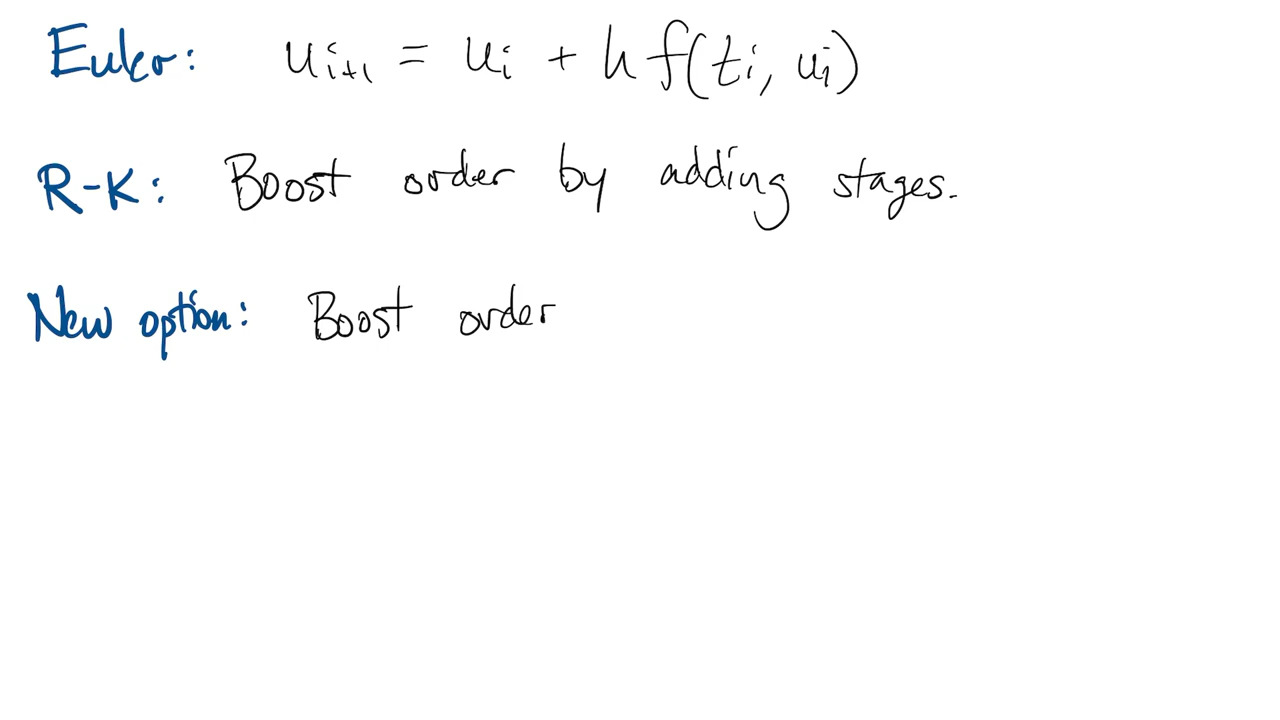 Euler: u_{i+1} = u_i + h f(t_i, u_i)
R-K: Boost order by adding stages.
New option: Boost order